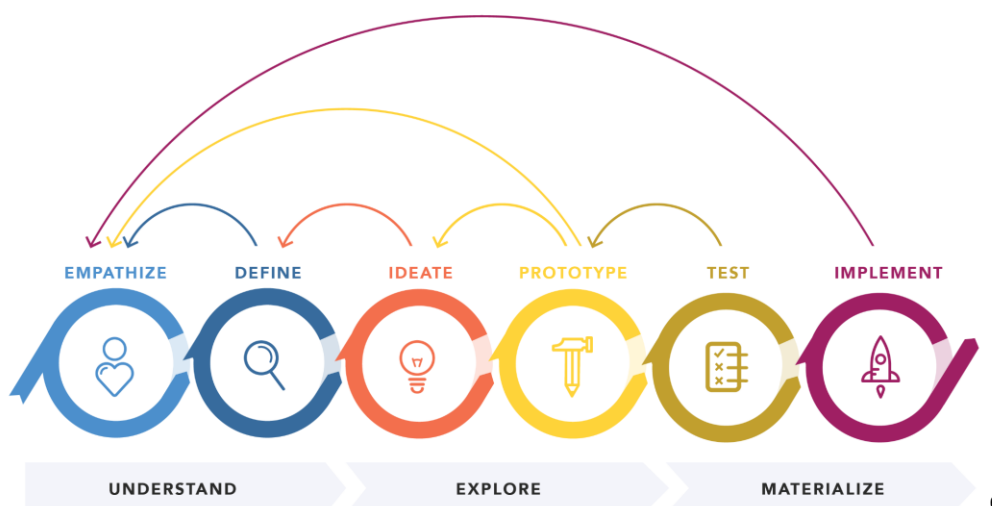 EMPATHIZE DEFINE IDEATE PROTOTYPE TEST IMPLEMENT
UNDERSTAND EXPLORE MATERIALIZE